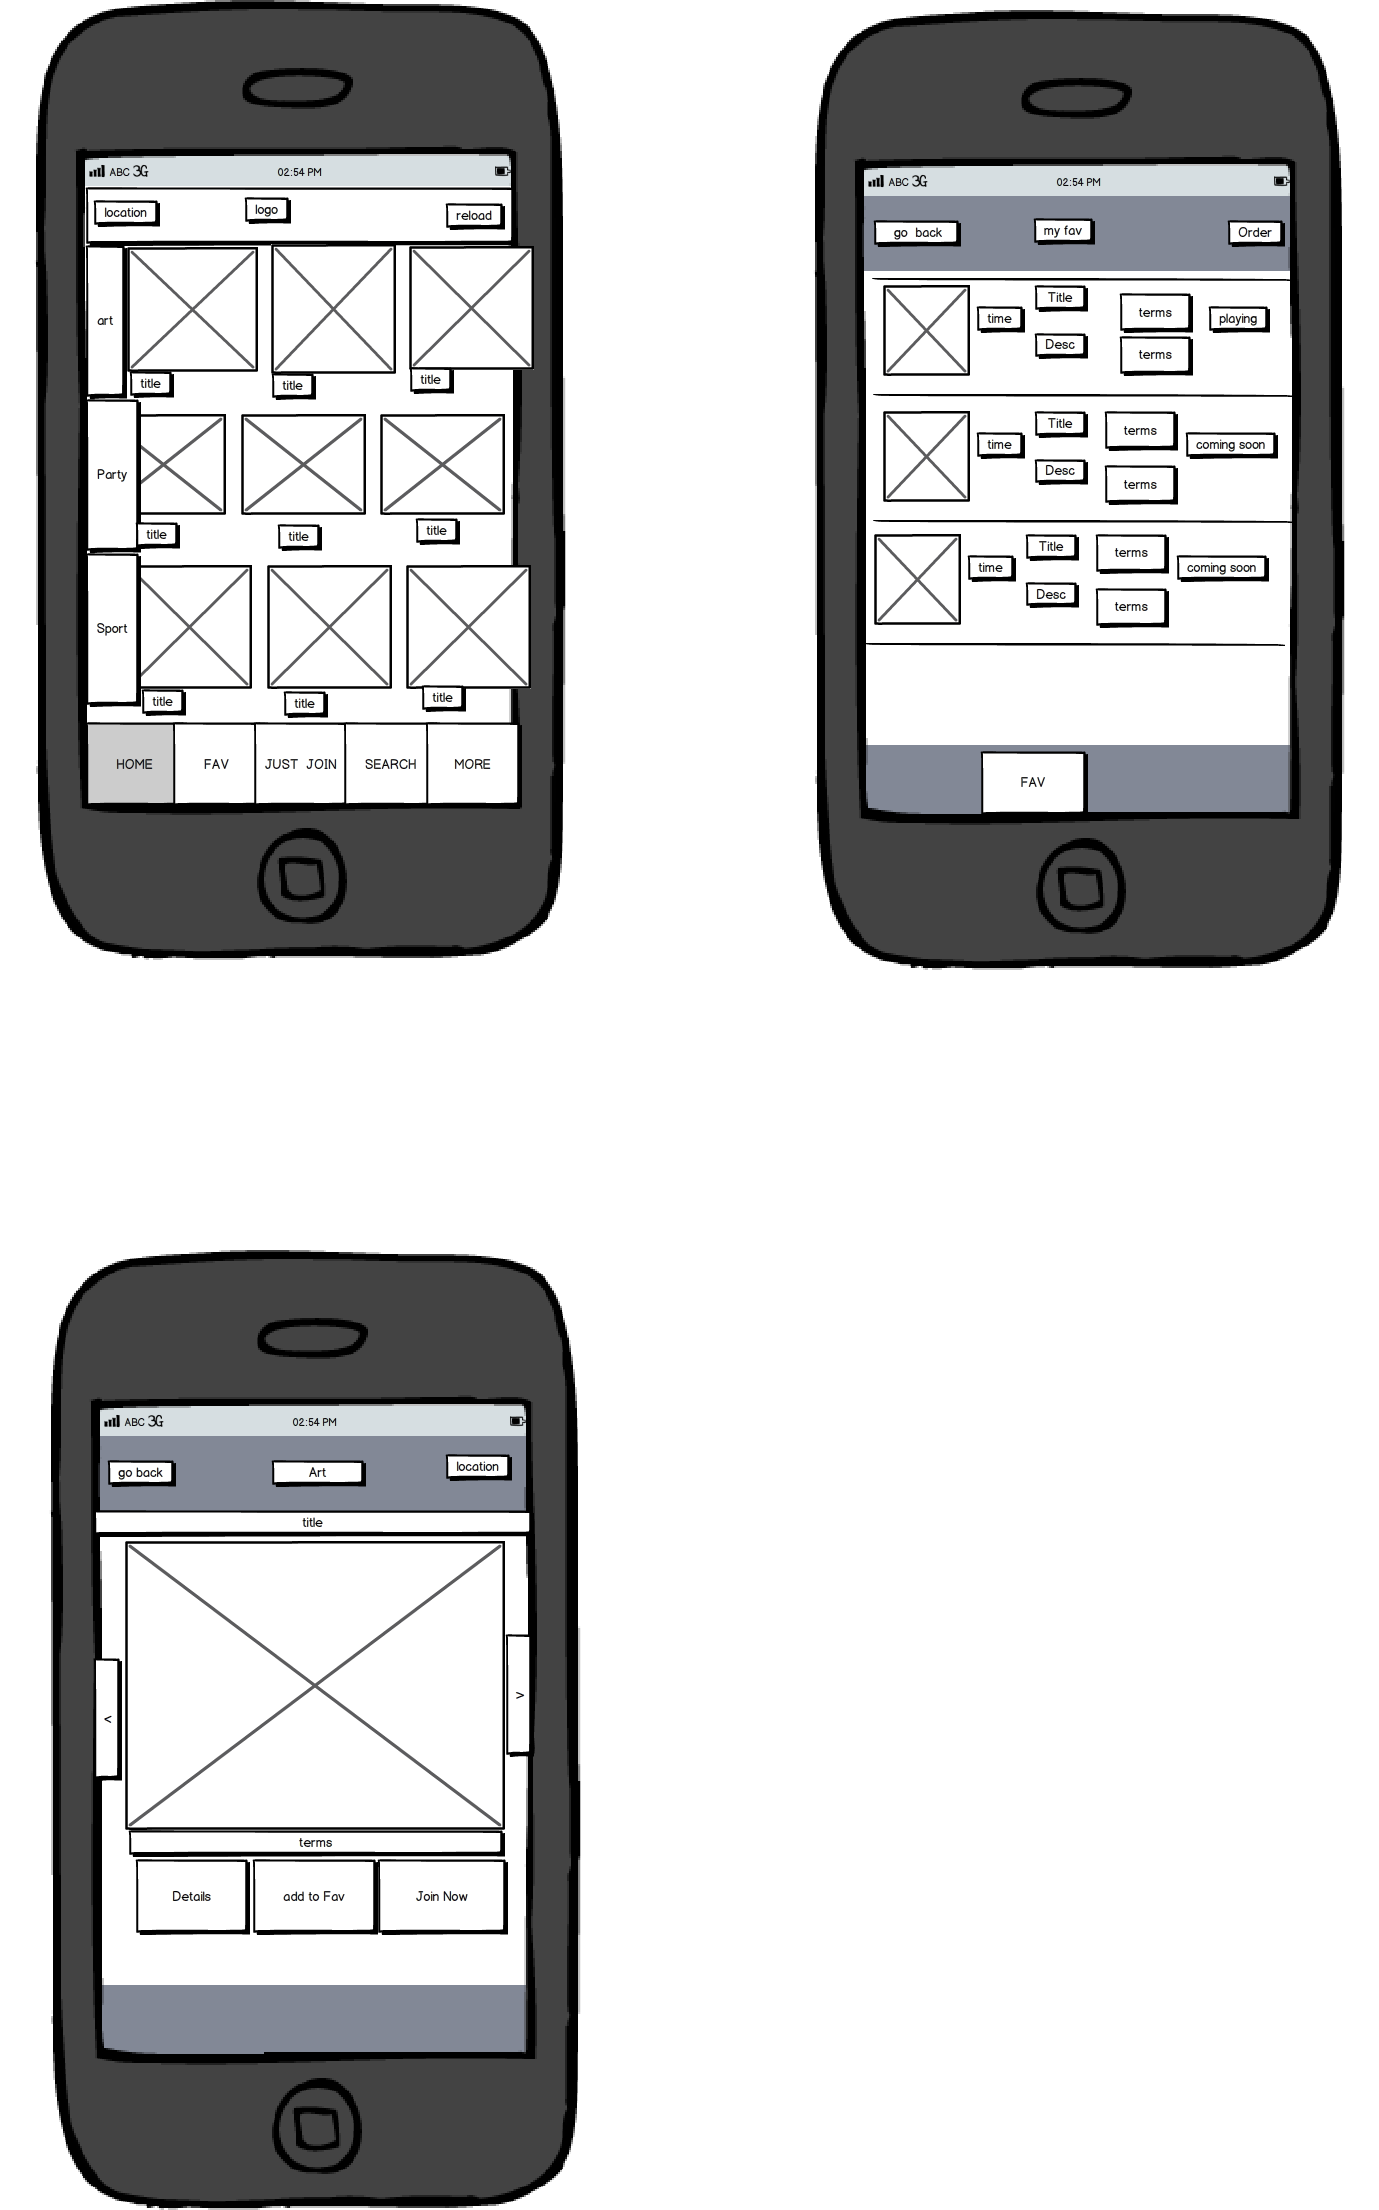 ABC 3G 02:54 PM
location logo reload
art
title title title
Party
title title title
Sport
title title title
HOME FAV JUST JOIN SEARCH MORE
ABC 3G 02:54 PM
go back my fav Order
time Title Desc terms terms playing
time Title Desc terms terms coming soon
time Title Desc terms terms coming soon
FAV
ABC 3G 02:54 PM
go back Art location
title
< >
terms
Details add to Fav Join Now